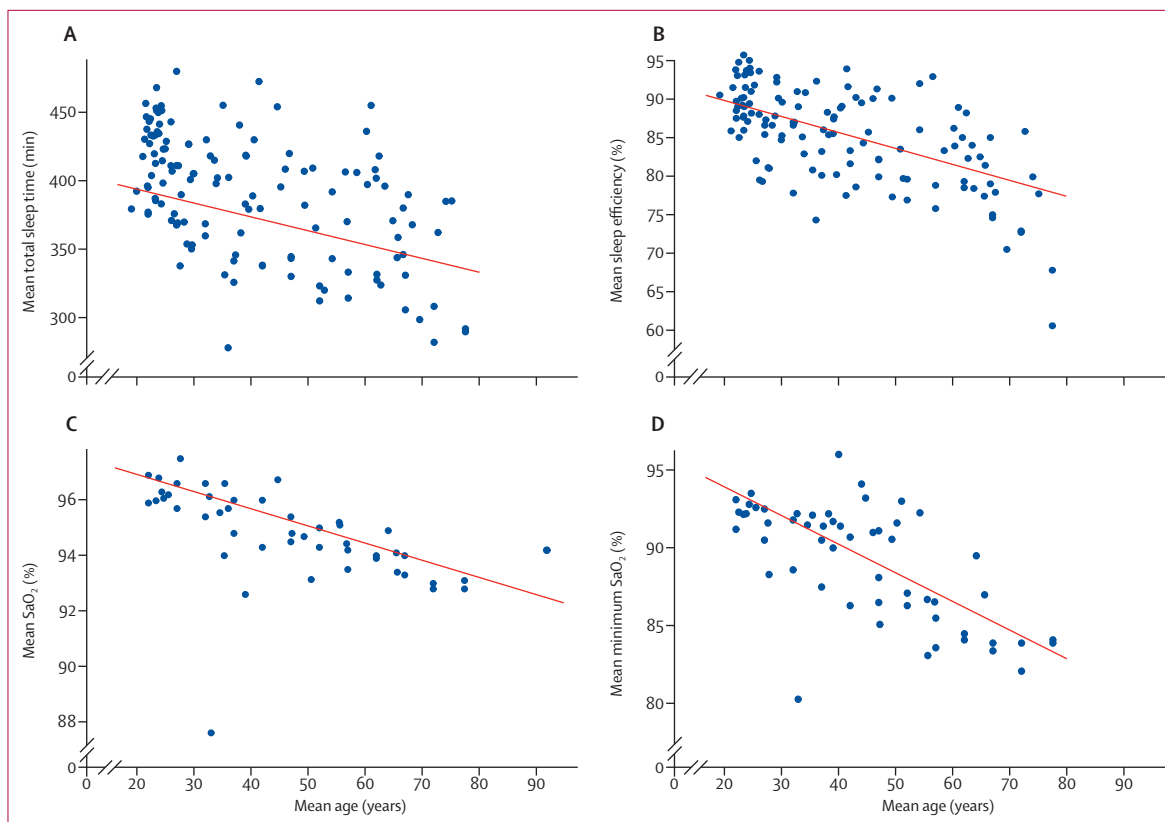 A
Mean total sleep time (min)
450
400
350
300
0
B
Mean sleep efficiency (%)
95
90
85
80
75
70
65
60
0
C
Mean SaO₂ (%)
96
94
92
90
88
0
0 20 30 40 50 60 70 80 90
Mean age (years)
D
Mean minimum SaO₂ (%)
95
90
85
80
0
0 20 30 40 50 60 70 80 90
Mean age (years)